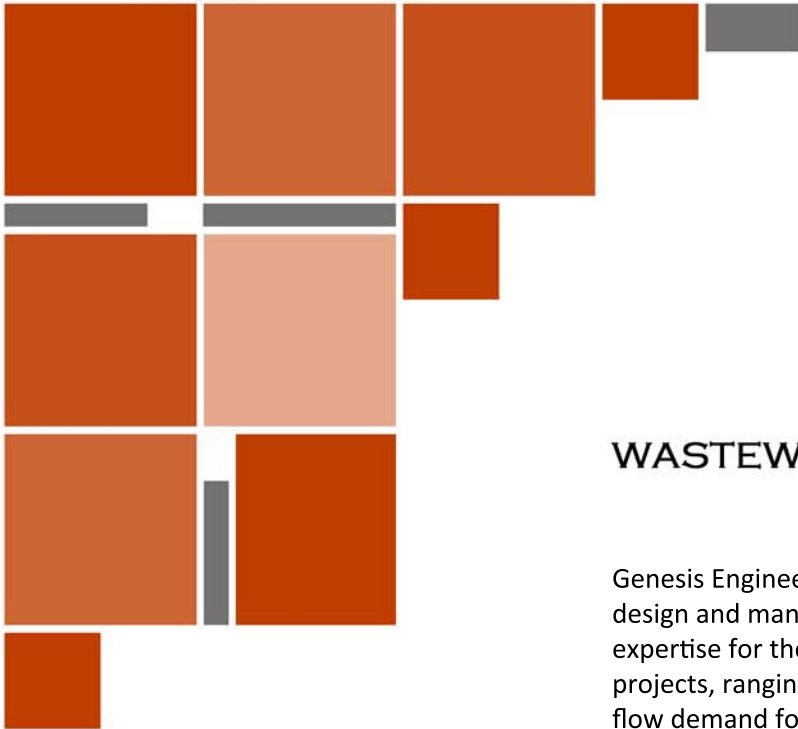 WASTEW
Genesis Enginee
design and man
expertise for the
projects, rangin
flow demand fo